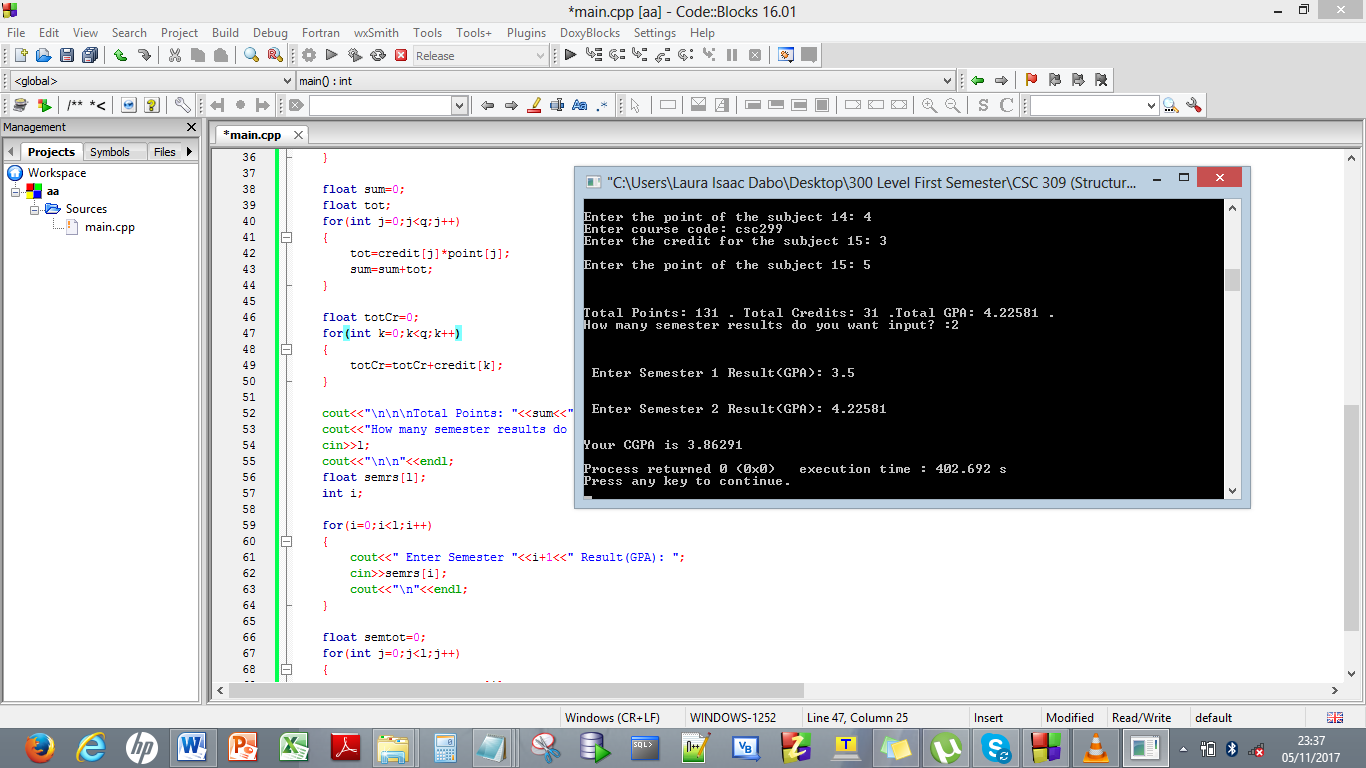 *main.cpp [aa] - Code::Blocks 16.01
File Edit View Search Project Build Debug Fortran wxSmith Tools Tools+ Plugins DoxyBlocks Settings Help
Release
<global> main() : int
/** *<
S C
Management
*main.cpp
Projects Symbols Files
Workspace
aa
Sources
main.cpp
36 }
37
38 float sum=0;
39 float tot;
40 for(int j=0;j<q;j++)
41 {
42 tot=credit[j]*point[j];
43 sum=sum+tot;
44 }
45
46 float totCr=0;
47 for(int k=0;k<q;k++)
48 {
49 totCr=totCr+credit[k];
50 }
51
52 cout<<"\n\n\nTotal Points: "<<sum<<"
53 cout<<"How many semester results do
54 cin>>l;
55 cout<<"\n\n"<<endl;
56 float semrs[l];
57 int i;
58
59 for(i=0;i<l;i++)
60 {
61 cout<<" Enter Semester "<<i+1<<" Result(GPA): ";
62 cin>>semrs[i];
63 cout<<"\n"<<endl;
64 }
65
66 float semtot=0;
67 for(int j=0;j<l;j++)
68 {
"C:\Users\Laura Isaac Dabo\Desktop\300 Level First Semester\CSC 309 (Structur...
Enter the point of the subject 14: 4
Enter course code: csc299
Enter the credit for the subject 15: 3
Enter the point of the subject 15: 5
Total Points: 131 . Total Credits: 31 .Total GPA: 4.22581 .
How many semester results do you want input? :2
Enter Semester 1 Result(GPA): 3.5
Enter Semester 2 Result(GPA): 4.22581
Your CGPA is 3.86291
Process returned 0 (0x0) execution time : 402.692 s
Press any key to continue.
Windows (CR+LF) WINDOWS-1252 Line 47, Column 25 Insert Modified Read/Write default
23:37
05/11/2017